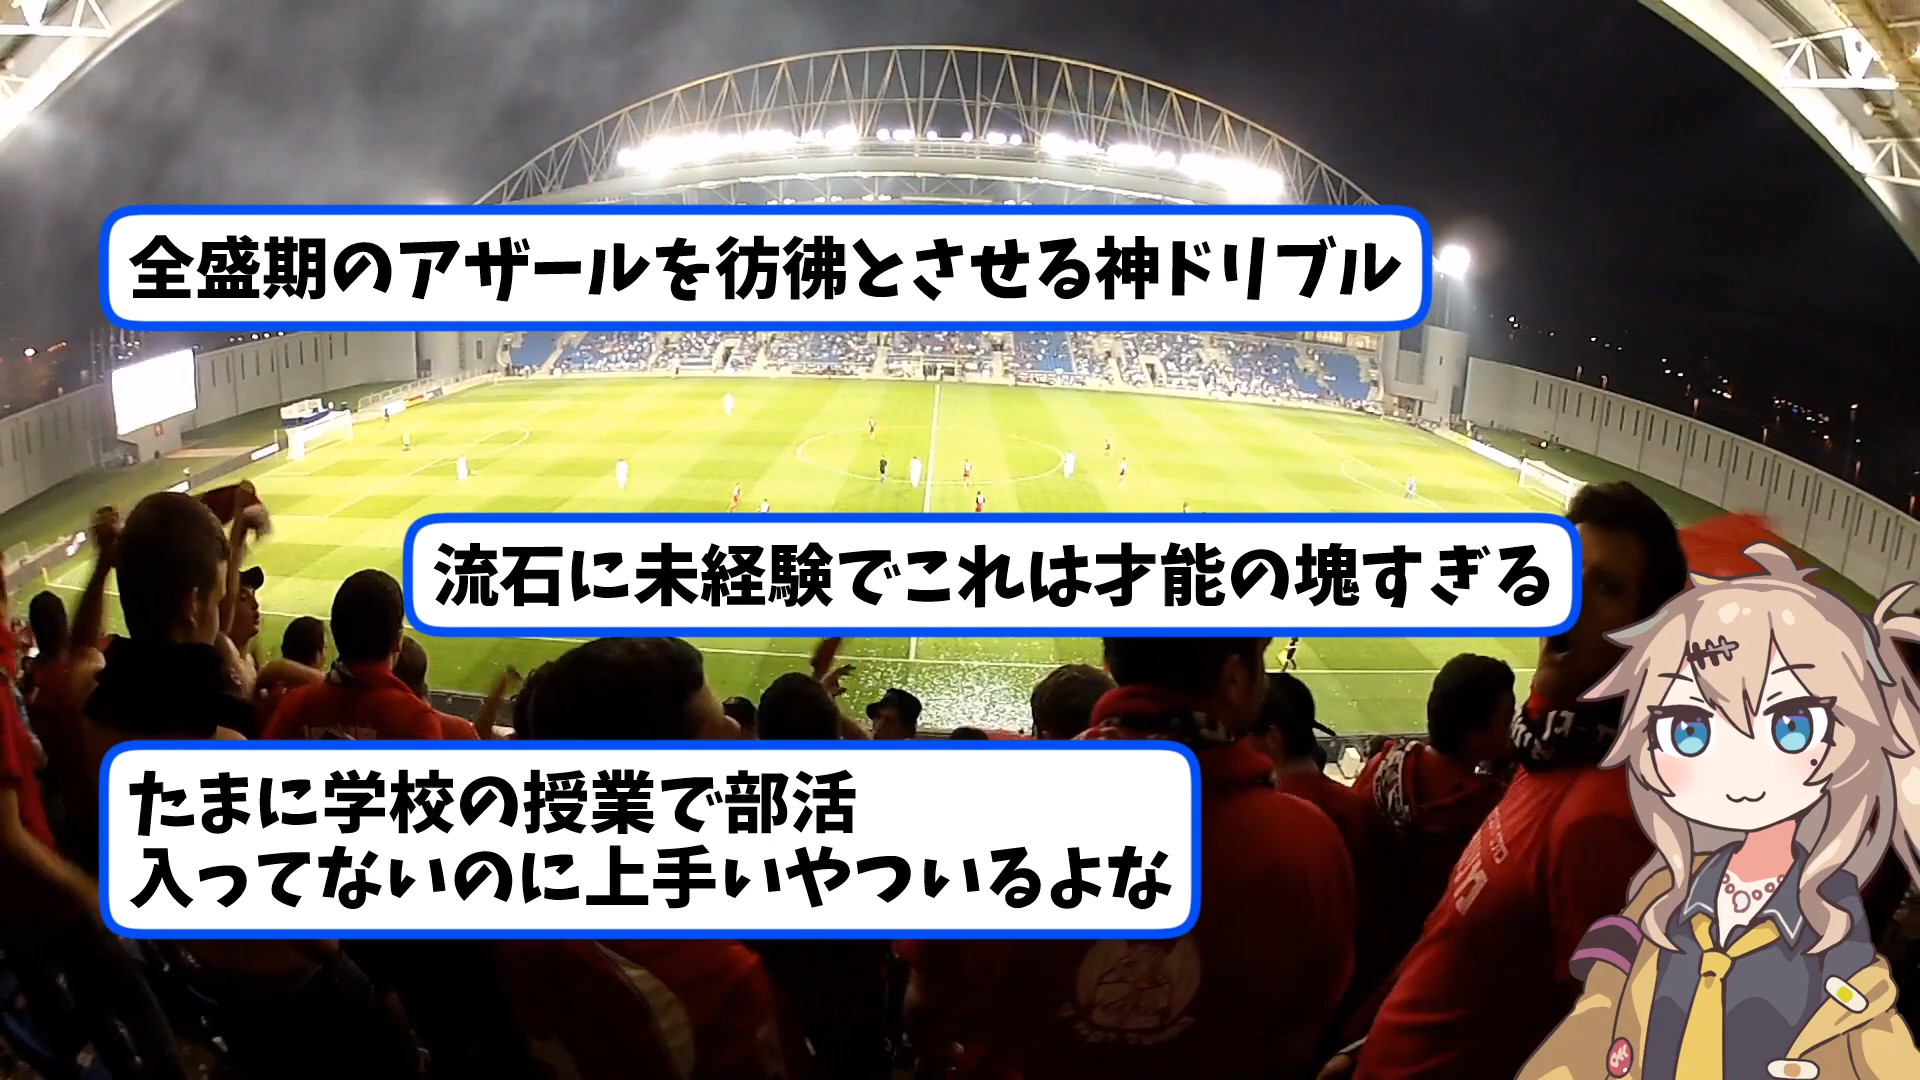 全盛期のアザールを彷彿とさせる神ドリブル
流石に未経験でこれは才能の塊すぎる
たまに学校の授業で部活
入ってないのに上手いやついるよな